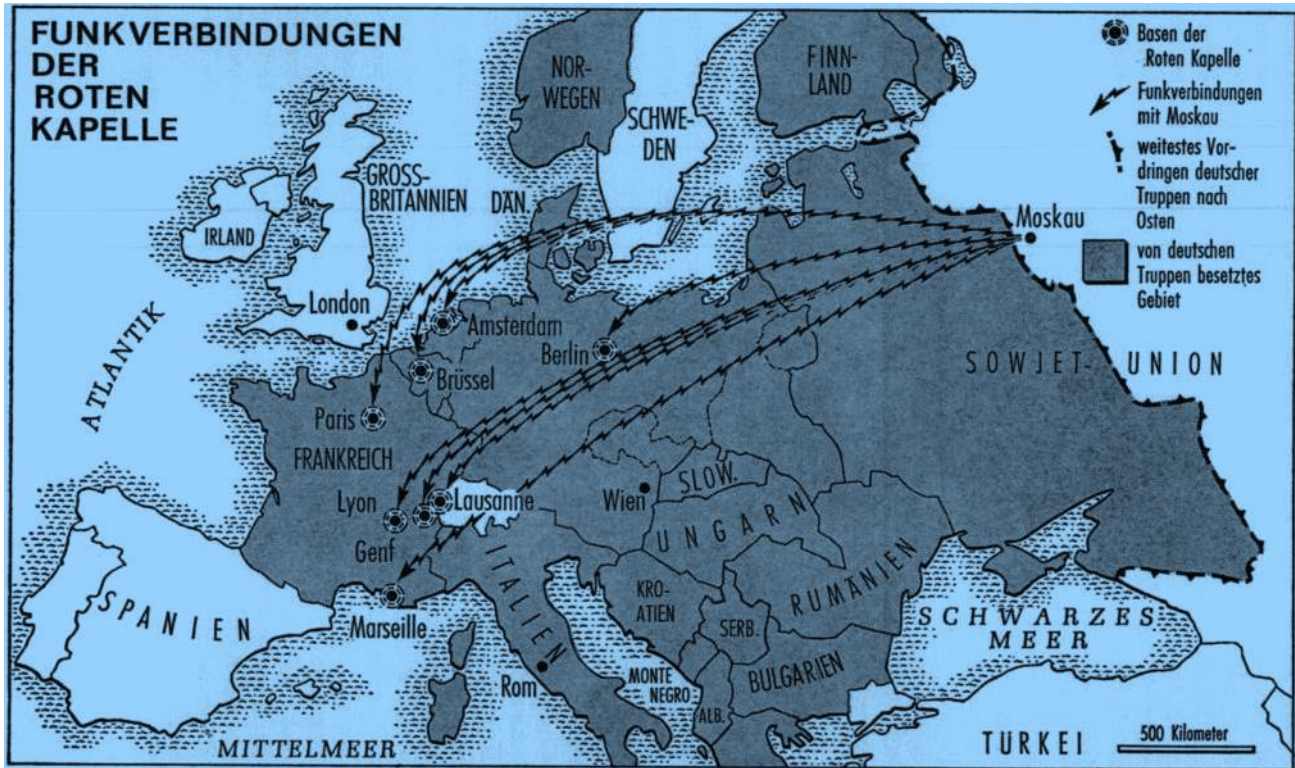 FUNKVERBINDUNGEN
DER
ROTEN
KAPELLE
Basen der
Roten Kapelle
Funkverbindungen
mit Moskau
weitestes Vor-
dringen deutscher
Truppen nach
Osten
von deutschen
Truppen besetztes
Gebiet
NOR-
WEGEN
FINN-
LAND
SCHWE-
DEN
GROSS-
BRITANNIEN
DÄN.
IRLAND
Moskau
London
Amsterdam
Berlin
Brüssel
ATLANTIK
SOWJET-UNION
Paris
FRANKREICH
Lyon
Lausanne
Genf
Wien
SLOW.
UNGARN
ITALIEN
RUMÄNIEN
KRO-
ATIEN
SERB.
SPANIEN
Marseille
SCHWARZES
MEER
Rom
MONTE
NEGRO
BULGARIEN
ALB.
MITTELMEER
TÜRKEI
500 Kilometer